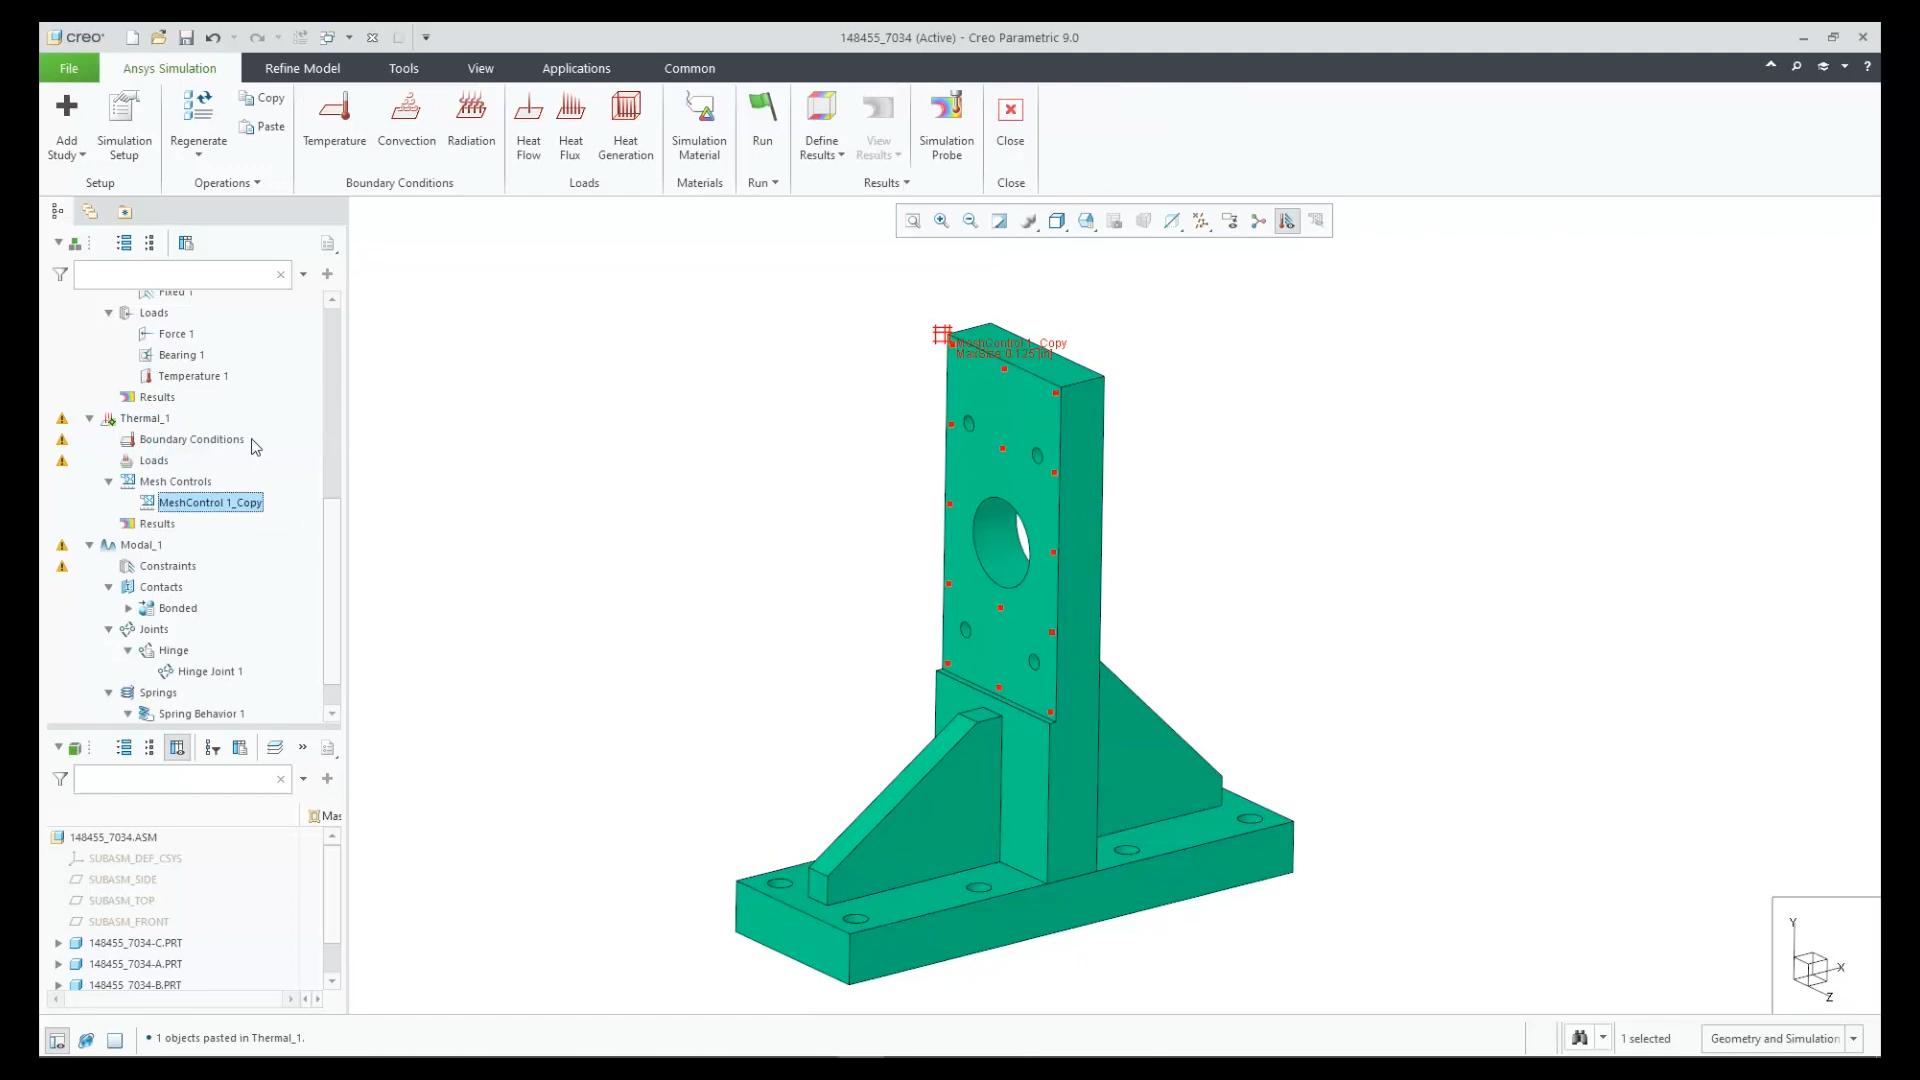 creo
148455_7034 (Active) - Creo Parametric 9.0
File
Ansys Simulation
Refine Model
Tools
View
Applications
Common
Add
Study
Simulation
Setup
Regenerate
Copy
Paste
Temperature
Convection
Radiation
Heat
Flow
Heat
Flux
Heat
Generation
Simulation
Material
Run
Define
Results
View
Results
Simulation
Probe
Close
Setup
Operations
Boundary Conditions
Loads
Materials
Run
Results
Close
Fixed 1
Loads
Force 1
Bearing 1
Temperature 1
Results
Thermal_1
Boundary Conditions
Loads
Mesh Controls
MeshControl 1_Copy
Results
Modal_1
Constraints
Contacts
Bonded
Joints
Hinge
Hinge Joint 1
Springs
Spring Behavior 1
MeshControl 1_Copy
MaxSize: 0.125 [in]
Mas
148455_7034.ASM
SUBASM_DEF_CSYS
SUBASM_SIDE
SUBASM_TOP
SUBASM_FRONT
148455_7034-C.PRT
148455_7034-A.PRT
148455_7034-B.PRT
Y
X
Z
• 1 objects pasted in Thermal_1.
1 selected
Geometry and Simulation